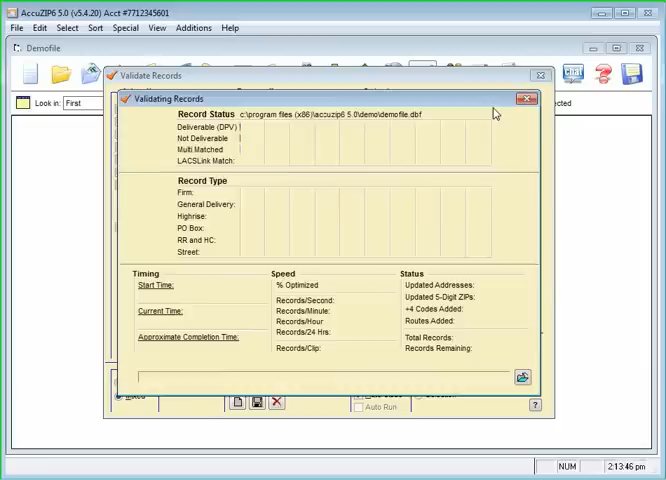 AccuZIP6 5.0 (v5.4.20) Acct #7712345601
File Edit Select Sort Special View Additions Help
Demofile
Look in: First
Validate Records
Validating Records
Record Status c:\program files (x86)\accuzip6 5.0\demo\demofile.dbf
Deliverable (DPV)
Not Deliverable
Multi Matched
LACSLink Match:
Record Type
Firm:
General Delivery:
Highrise:
PO Box:
RR and HC:
Street:
Timing Speed Status
Start Time: % Optimized Updated Addresses:
Records/Second: Updated 5-Digit ZIPs:
Current Time: Records/Minute: +4 Codes Added:
Records/Hour Routes Added:
Approximate Completion Time: Records/24 Hrs:
Total Records:
Records/Clip: Records Remaining:
Mixed
Auto Run
NUM 2:13:46 pm